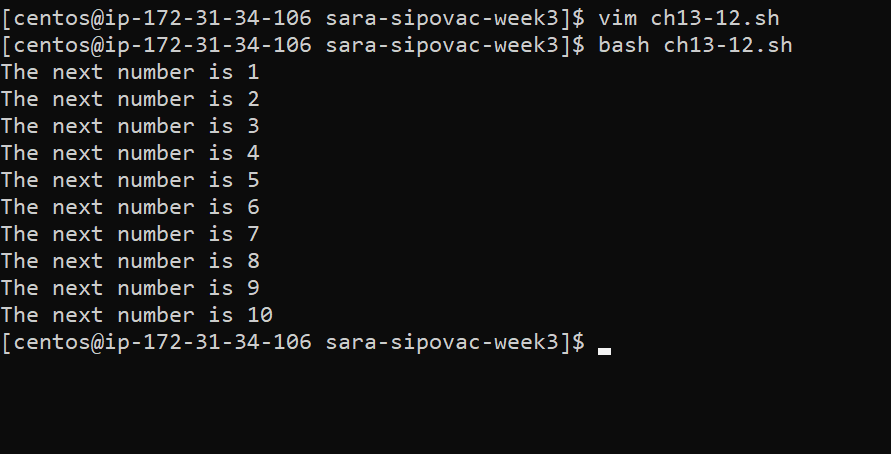 [centos@ip-172-31-34-106 sara-sipovac-week3]$ vim ch13-12.sh
[centos@ip-172-31-34-106 sara-sipovac-week3]$ bash ch13-12.sh
The next number is 1
The next number is 2
The next number is 3
The next number is 4
The next number is 5
The next number is 6
The next number is 7
The next number is 8
The next number is 9
The next number is 10
[centos@ip-172-31-34-106 sara-sipovac-week3]$